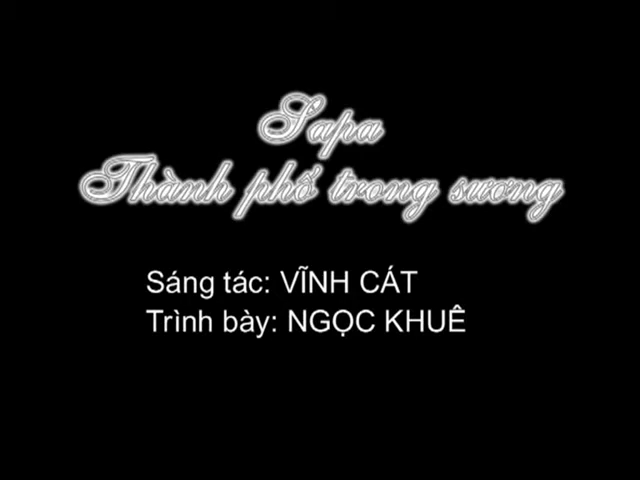 Sapa
Thành phố trong sương
Sáng tác: VĨNH CÁT
Trình bày: NGỌC KHUÊ